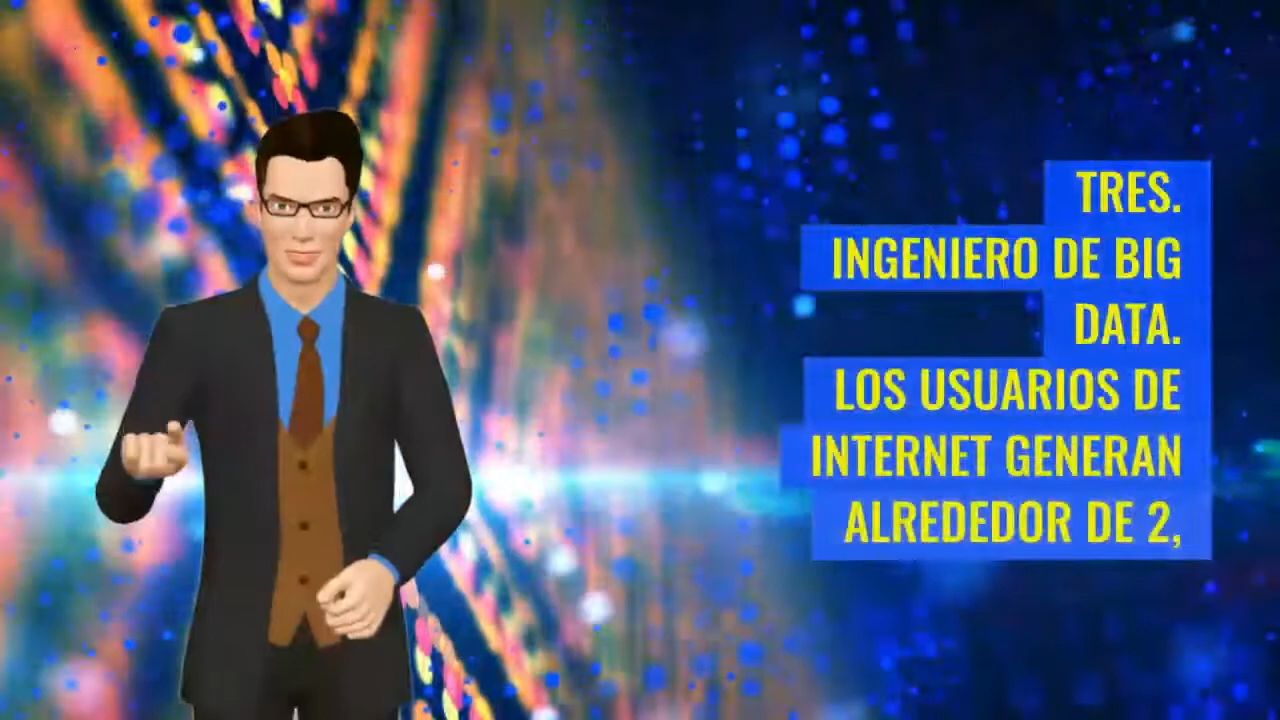 TRES.
INGENIERO DE BIG
DATA.
LOS USUARIOS DE
INTERNET GENERAN
ALREDEDOR DE 2,